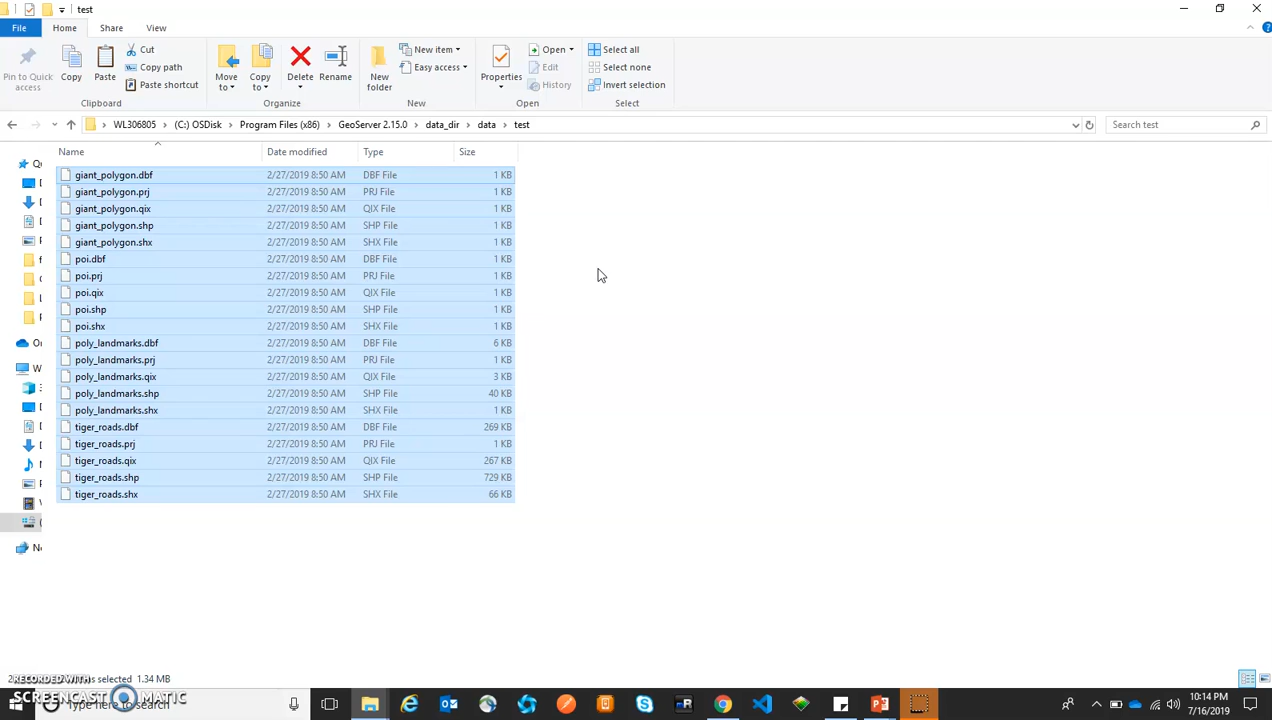 test
File Home Share View
Pin to Quick access
Copy
Paste
Cut
Copy path
Paste shortcut
Clipboard
Move to
Copy to
Delete
Rename
Organize
New folder
New item
Easy access
New
Properties
Open
Edit
History
Open
Select all
Select none
Invert selection
Select
WL306805 (C:) OSDisk Program Files (x86) GeoServer 2.15.0 data_dir data test
Search test
Name Date modified Type Size
giant_polygon.dbf 2/27/2019 8:50 AM DBF File 1 KB
giant_polygon.prj 2/27/2019 8:50 AM PRJ File 1 KB
giant_polygon.qix 2/27/2019 8:50 AM QIX File 1 KB
giant_polygon.shp 2/27/2019 8:50 AM SHP File 1 KB
giant_polygon.shx 2/27/2019 8:50 AM SHX File 1 KB
poi.dbf 2/27/2019 8:50 AM DBF File 1 KB
poi.prj 2/27/2019 8:50 AM PRJ File 1 KB
poi.qix 2/27/2019 8:50 AM QIX File 1 KB
poi.shp 2/27/2019 8:50 AM SHP File 1 KB
poi.shx 2/27/2019 8:50 AM SHX File 1 KB
poly_landmarks.dbf 2/27/2019 8:50 AM DBF File 6 KB
poly_landmarks.prj 2/27/2019 8:50 AM PRJ File 1 KB
poly_landmarks.qix 2/27/2019 8:50 AM QIX File 3 KB
poly_landmarks.shp 2/27/2019 8:50 AM SHP File 40 KB
poly_landmarks.shx 2/27/2019 8:50 AM SHX File 1 KB
tiger_roads.dbf 2/27/2019 8:50 AM DBF File 269 KB
tiger_roads.prj 2/27/2019 8:50 AM PRJ File 1 KB
tiger_roads.qix 2/27/2019 8:50 AM QIX File 267 KB
tiger_roads.shp 2/27/2019 8:50 AM SHP File 729 KB
tiger_roads.shx 2/27/2019 8:50 AM SHX File 66 KB
selected 1.34 MB
RECORDED WITH
SCREENCAST MATIC
Type here to search
10:14 PM
7/16/2019